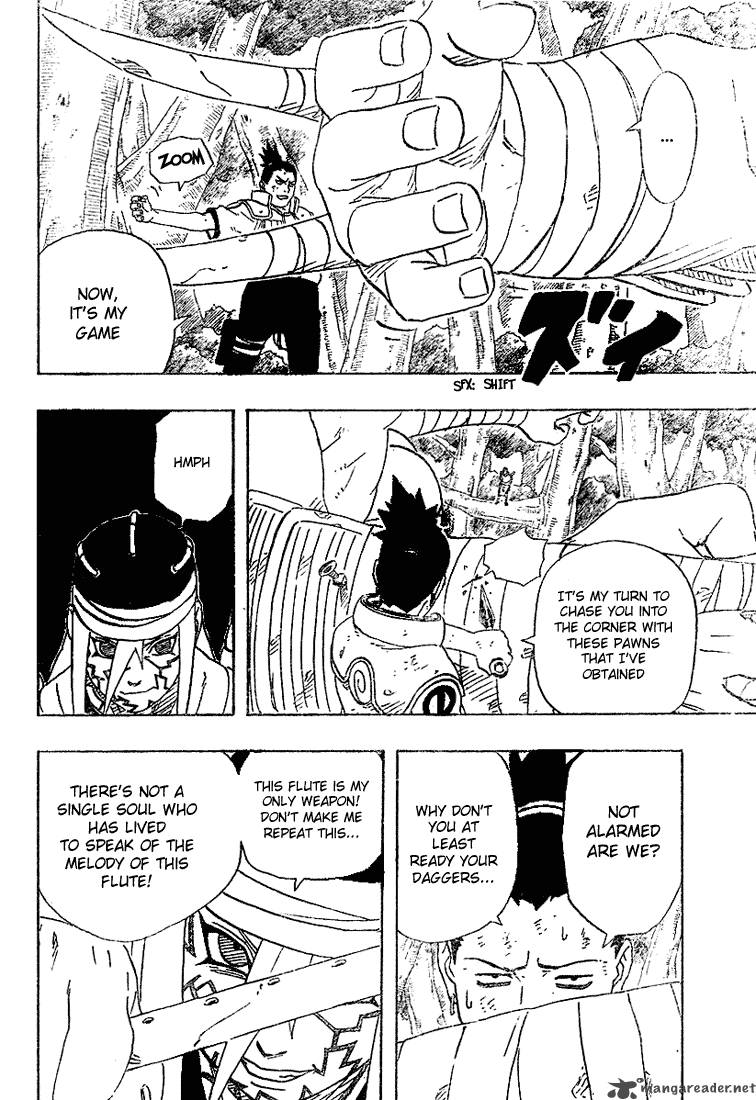 ...
ZOOM
NOW,
IT'S MY
GAME
ズズイ
SFX: SHIFT
IT'S MY TURN TO
CHASE YOU INTO
THE CORNER WITH
THESE PAWNS
THAT I'VE
OBTAINED
HMPH
NOT
ALARMED
ARE WE?
WHY DON'T
YOU AT
LEAST
READY YOUR
DAGGERS...
THIS FLUTE IS MY
ONLY WEAPON!
DON'T MAKE ME
REPEAT THIS...
THERE'S NOT A
SINGLE SOUL WHO
HAS LIVED
TO SPEAK OF THE
MELODY OF THIS
FLUTE!
mangareader.net